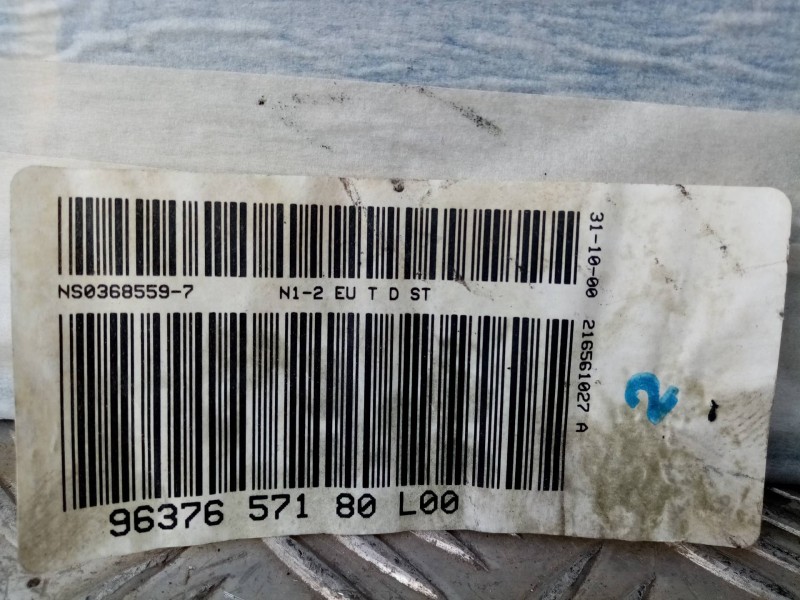 NS0368559-7 N1-2 EU T D ST
96376 571 80 L00
31-10-00 216561027 A
2